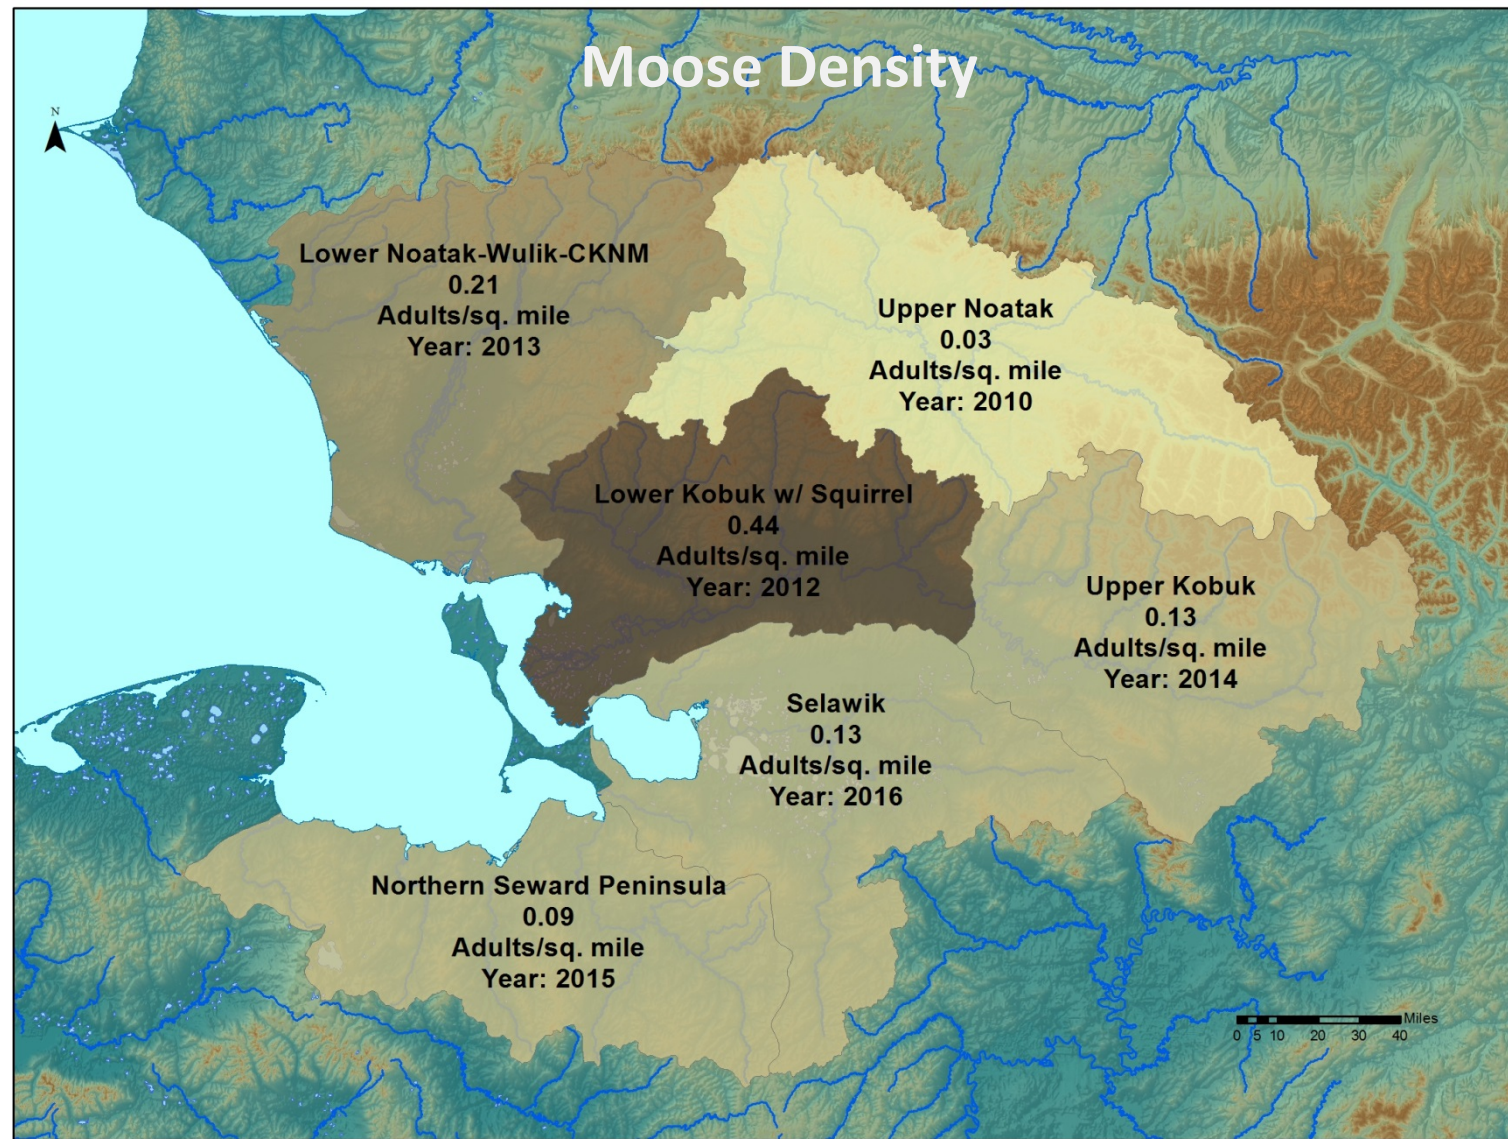 Moose Density
N
Lower Noatak-Wulik-CKNM
0.21
Adults/sq. mile
Year: 2013
Upper Noatak
0.03
Adults/sq. mile
Year: 2010
Lower Kobuk w/ Squirrel
0.44
Adults/sq. mile
Year: 2012
Upper Kobuk
0.13
Adults/sq. mile
Year: 2014
Selawik
0.13
Adults/sq. mile
Year: 2016
Northern Seward Peninsula
0.09
Adults/sq. mile
Year: 2015
Miles
0 5 10 20 30 40